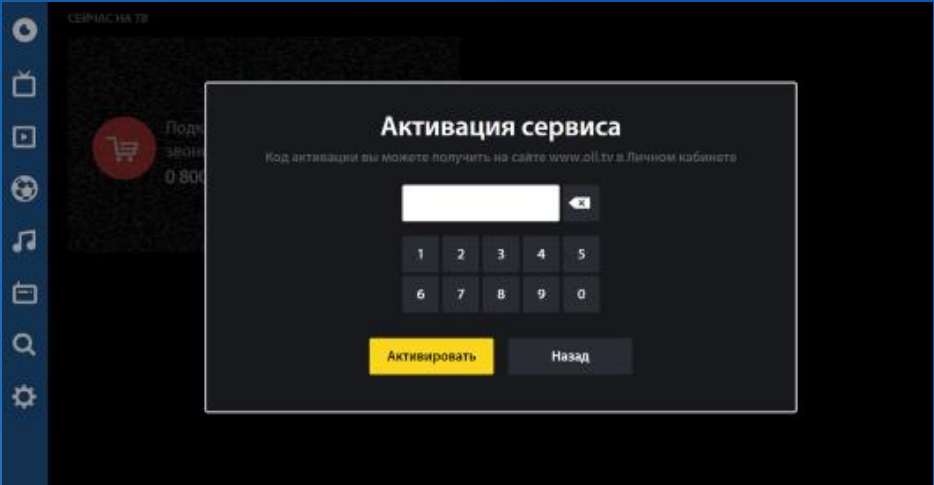 СЕЙЧАС НА ТВ
Активация сервиса
Код активации вы можете получить на сайте www.oll.tv в Личном кабинете
1 2 3 4 5
6 7 8 9 0
Активировать Назад
0 800